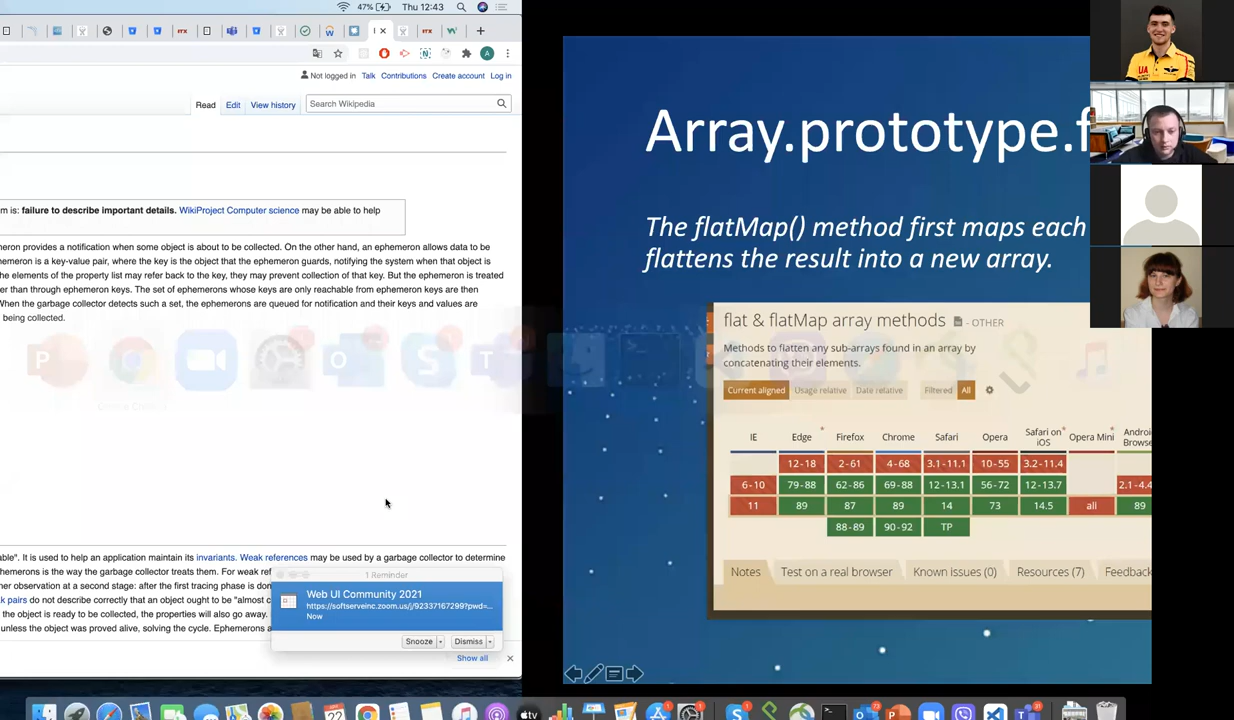 47%
Thu 12:43
Not logged in Talk Contributions Create account Log in
Read Edit View history Search Wikipedia
m is: failure to describe important details. WikiProject Computer science may be able to help
meron provides a notification when some object is about to be collected. On the other hand, an ephemeron allows data to be
emeron is a key-value pair, where the key is the object that the ephemeron guards, notifying the system when that object is
he elements of the property list may refer back to the key, they may prevent collection of that key. But the ephemeron is treated
er than through ephemeron keys. The set of ephemerons whose keys are only reachable from ephemeron keys are then
When the garbage collector detects such a set, the ephemerons are queued for notification and their keys and values are
being collected.
able". It is used to help an application maintain its invariants. Weak references may be used by a garbage collector to determine
hemerons is the way the garbage collector treats them. For weak ref
her observation at a second stage: after the first tracing phase is don
k pairs do not describe correctly that an object ought to be "almost c
the object is ready to be collected, the properties will also go away.
unless the object was proved alive, solving the cycle. Ephemerons a
1 Reminder
Web UI Community 2021
https://softserveinc.zoom.us/j/92337167299?pwd=...
Now
Snooze Dismiss
Show all
Array.prototype.f
The flatMap() method first maps each
flattens the result into a new array.
flat & flatMap array methods - OTHER
Methods to flatten any sub-arrays found in an array by
concatenating their elements.
Current aligned Usage relative Date relative Filtered All
IE Edge Firefox Chrome Safari Opera Safari on iOS Opera Mini Android Browse
12-18 2-61 4-68 3.1-11.1 10-55 3.2-11.4
6-10 79-88 62-86 69-88 12-13.1 56-72 12-13.7 2.1-4.4
11 89 87 89 14 73 14.5 all 89
88-89 90-92 TP
Notes Test on a real browser Known issues (0) Resources (7) Feedback
UA